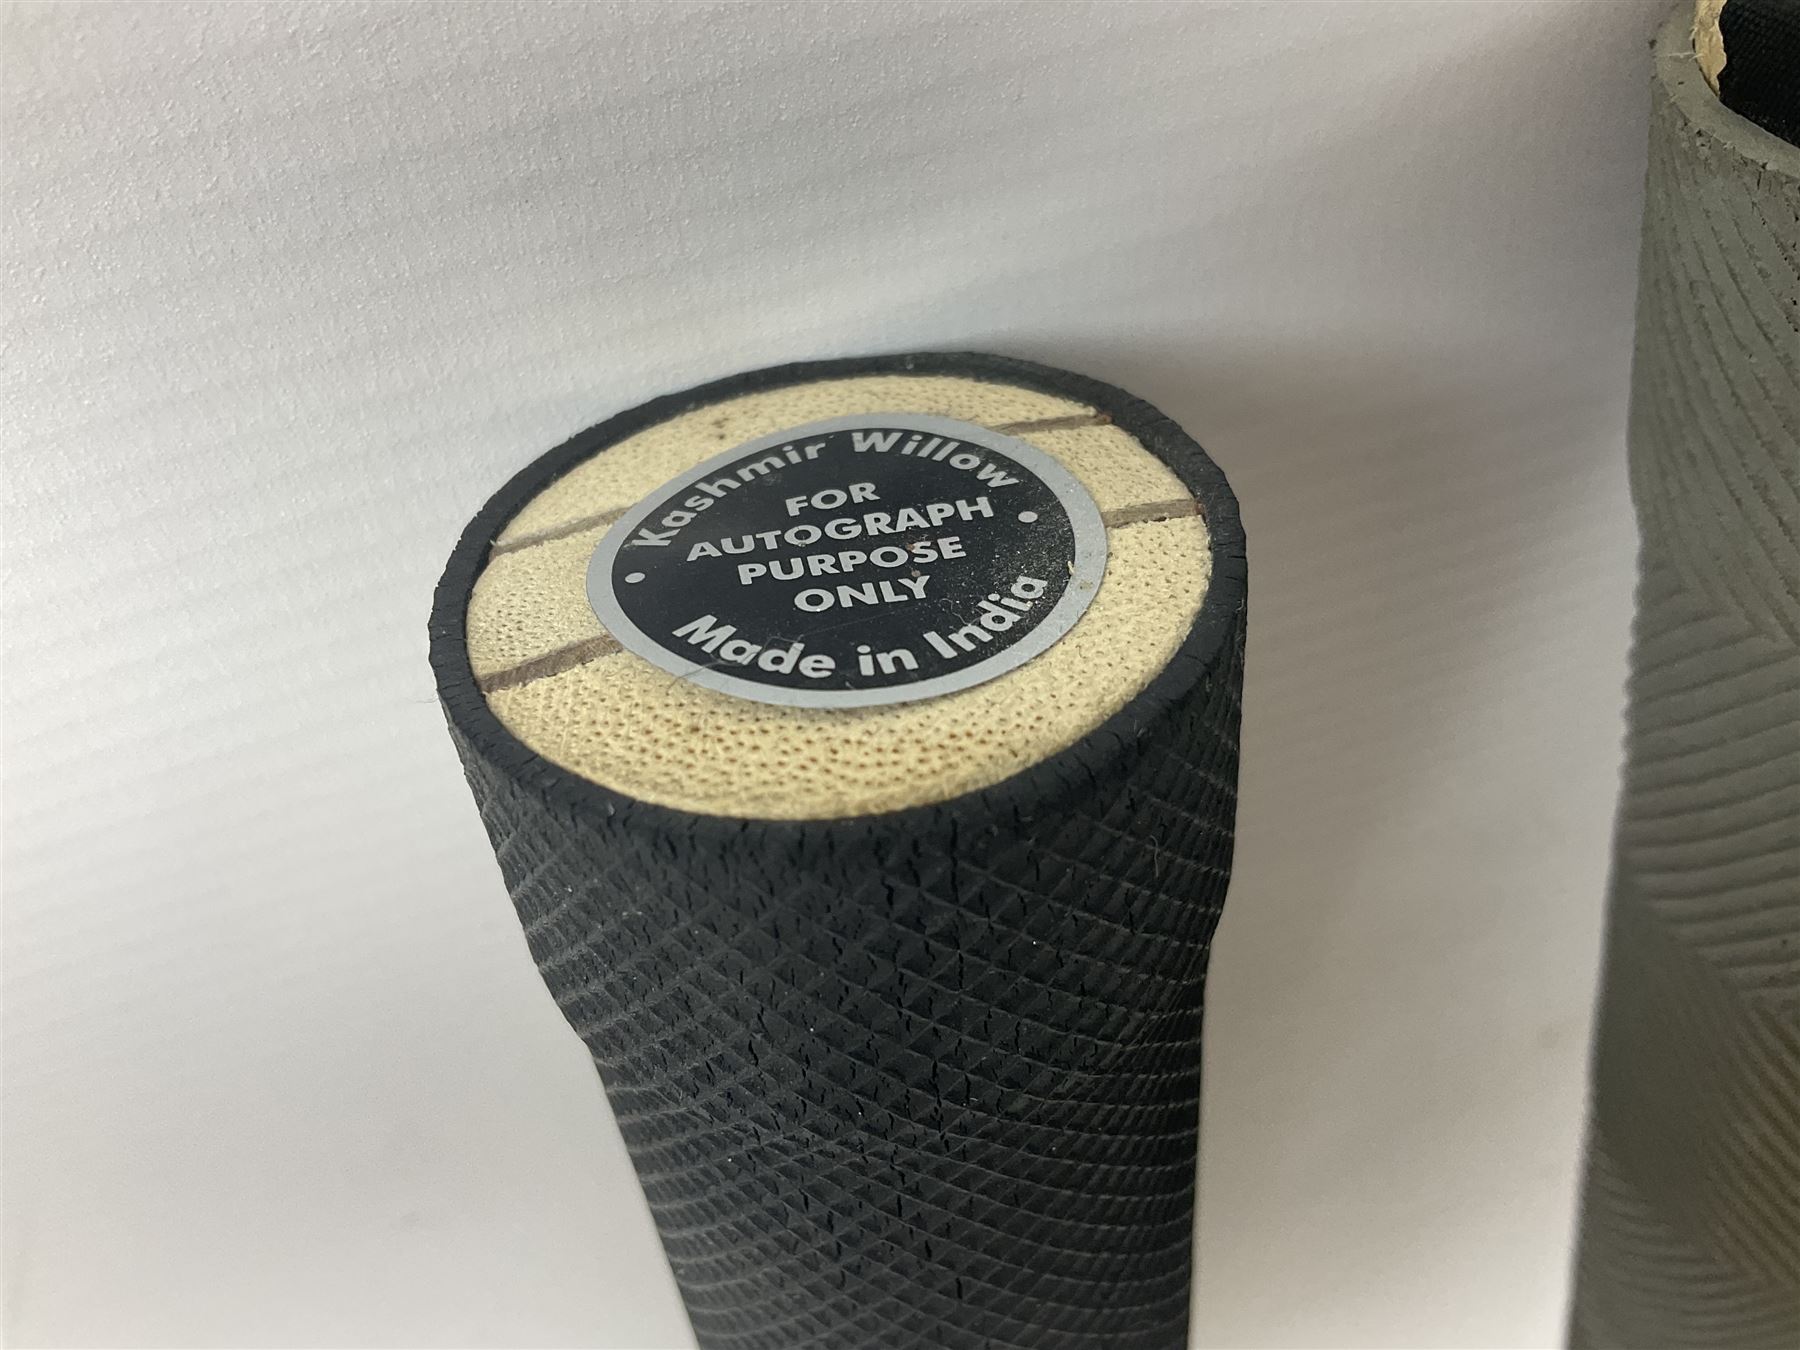 Kashmir Willow
FOR
AUTOGRAPH
PURPOSE
ONLY
Made in India